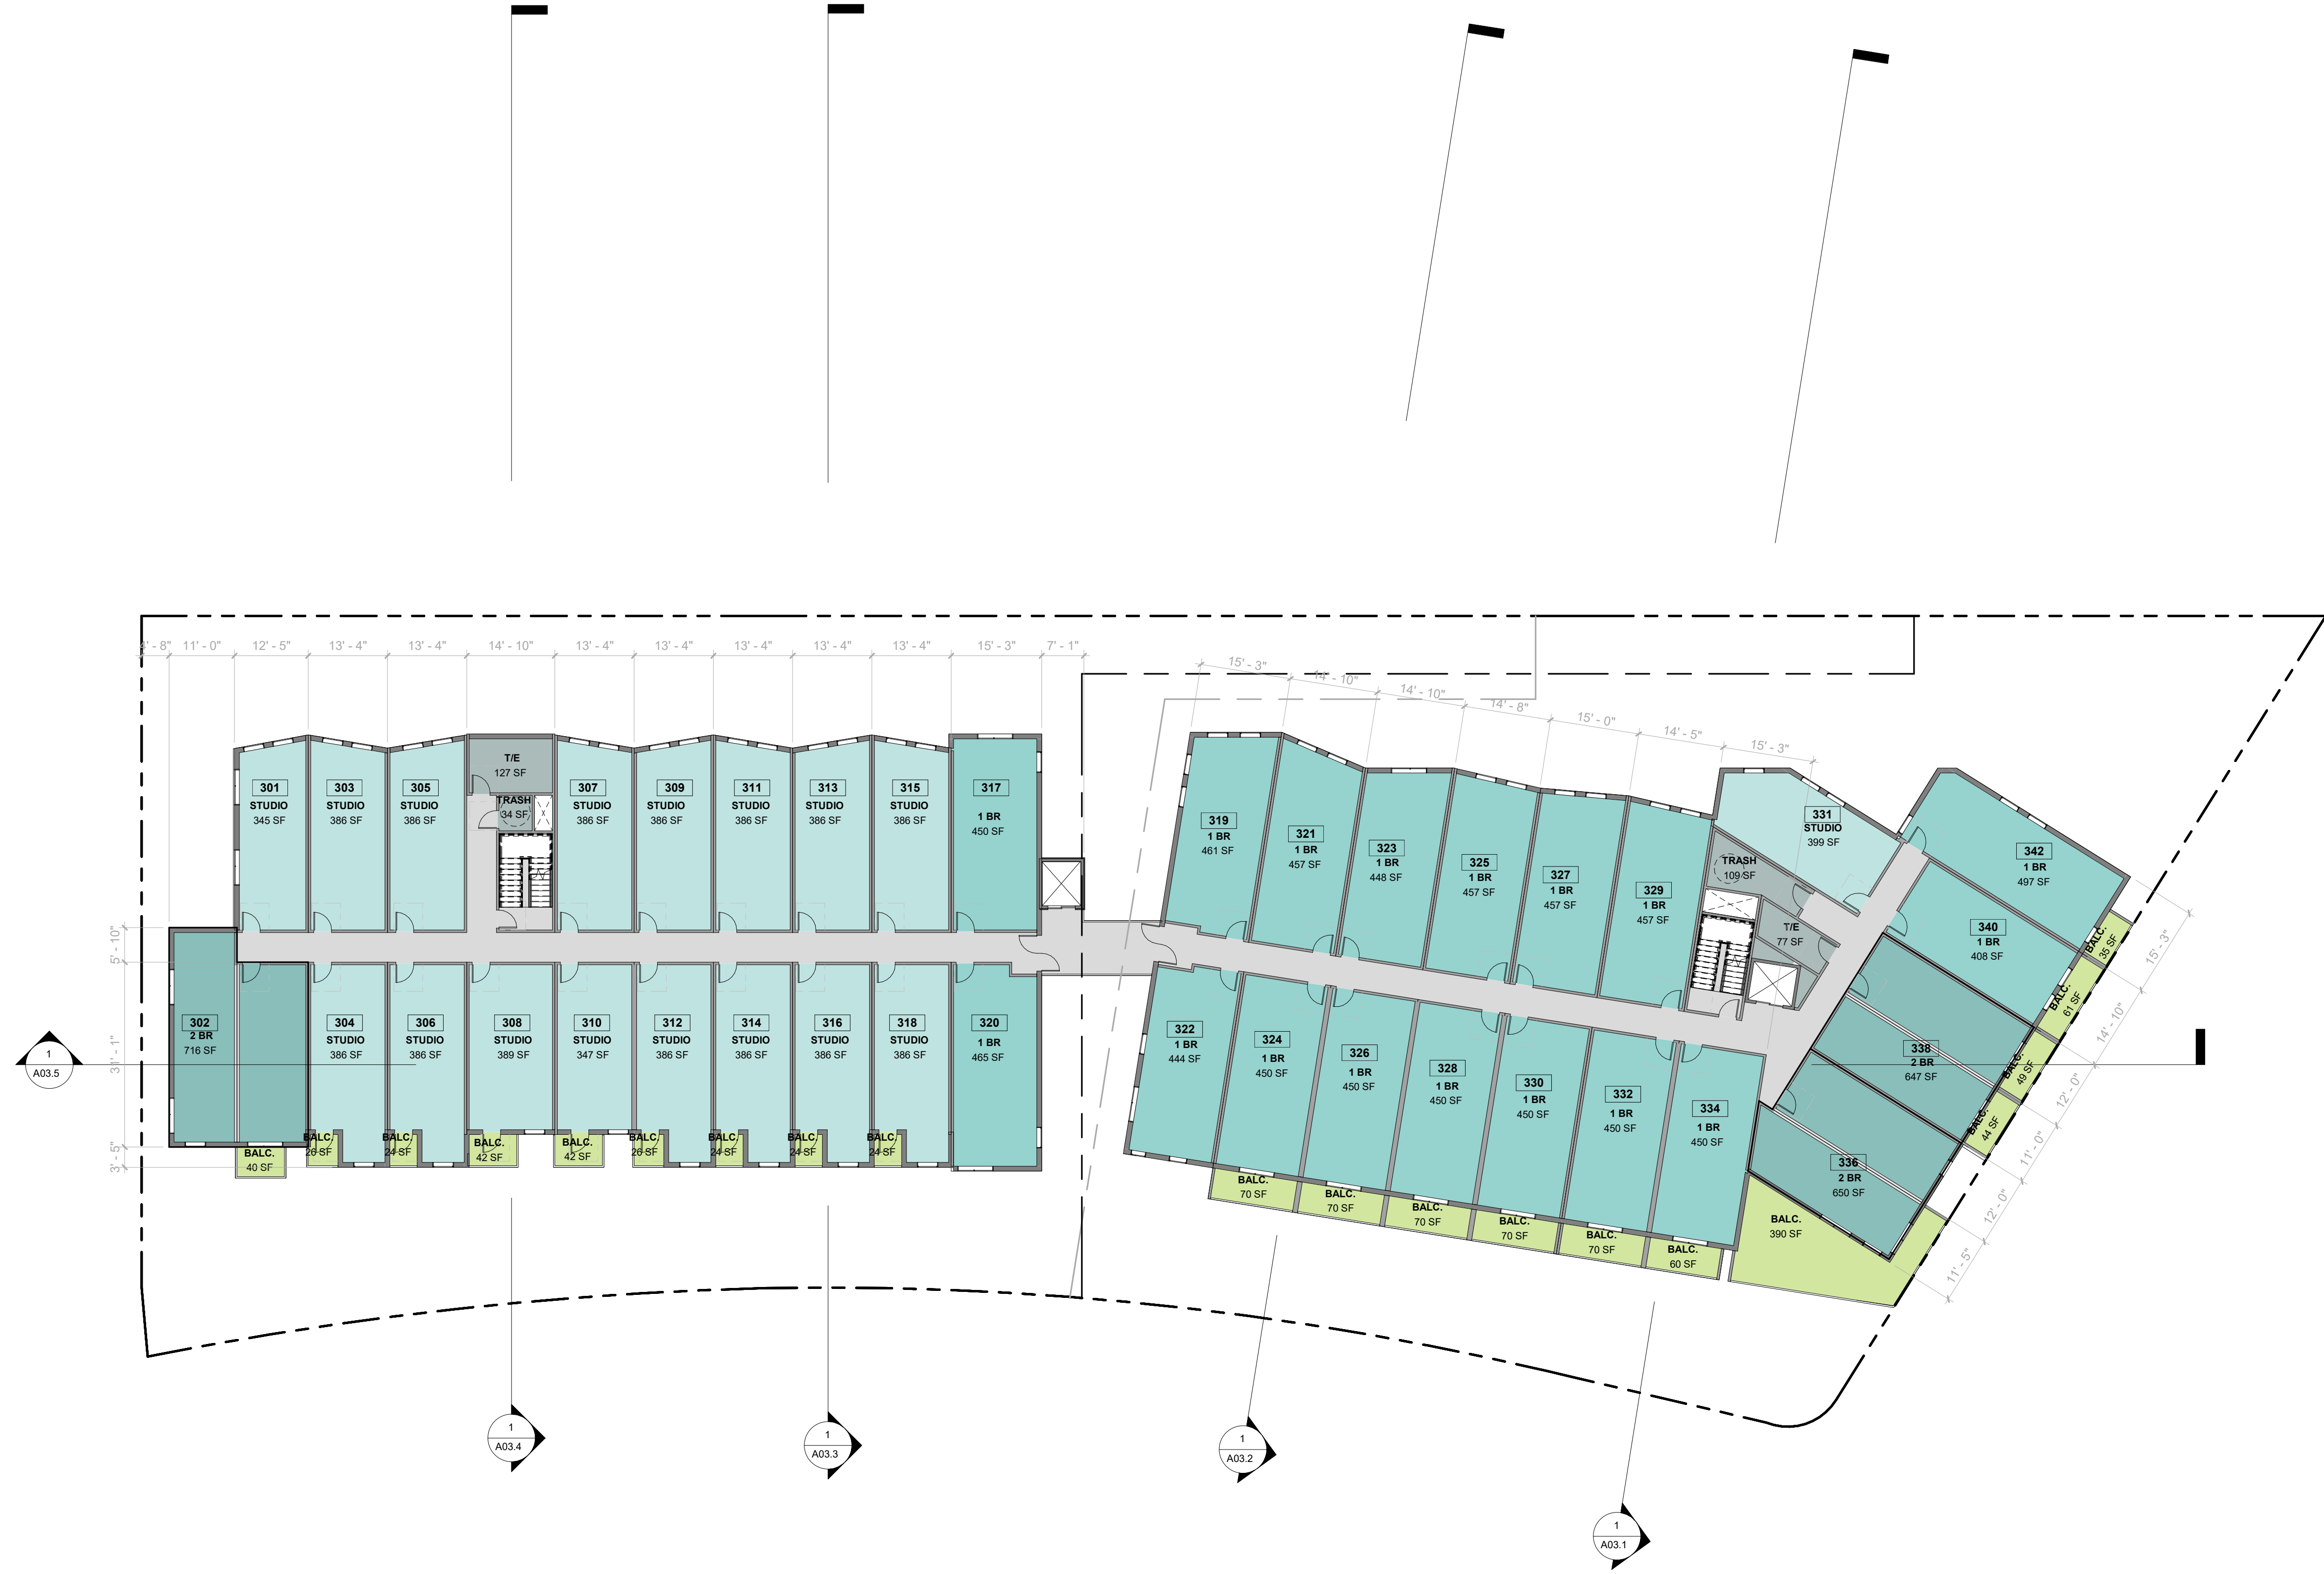 4' - 8"
11' - 0"
12' - 5"
13' - 4"
13' - 4"
14' - 10"
13' - 4"
13' - 4"
13' - 4"
13' - 4"
13' - 4"
15' - 3"
7' - 1"
15' - 3"
14' - 10"
14' - 10"
14' - 8"
15' - 0"
14' - 5"
15' - 3"
301
STUDIO
345 SF
303
STUDIO
386 SF
305
STUDIO
386 SF
T/E
127 SF
TRASH
34 SF
307
STUDIO
386 SF
309
STUDIO
386 SF
311
STUDIO
386 SF
313
STUDIO
386 SF
315
STUDIO
386 SF
317
1 BR
450 SF
319
1 BR
461 SF
321
1 BR
457 SF
323
1 BR
448 SF
325
1 BR
457 SF
327
1 BR
457 SF
329
1 BR
457 SF
331
STUDIO
399 SF
TRASH
109 SF
T/E
77 SF
342
1 BR
497 SF
340
1 BR
408 SF
338
2 BR
647 SF
336
2 BR
650 SF
5' - 10"
31' - 1"
3' - 5"
302
2 BR
716 SF
304
STUDIO
386 SF
306
STUDIO
386 SF
308
STUDIO
389 SF
310
STUDIO
347 SF
312
STUDIO
386 SF
314
STUDIO
386 SF
316
STUDIO
386 SF
318
STUDIO
386 SF
320
1 BR
465 SF
322
1 BR
444 SF
324
1 BR
450 SF
326
1 BR
450 SF
328
1 BR
450 SF
330
1 BR
450 SF
332
1 BR
450 SF
334
1 BR
450 SF
BALC.
40 SF
BALC.
26 SF
BALC.
24 SF
BALC.
42 SF
BALC.
42 SF
BALC.
26 SF
BALC.
24 SF
BALC.
24 SF
BALC.
24 SF
BALC.
70 SF
BALC.
70 SF
BALC.
70 SF
BALC.
70 SF
BALC.
70 SF
BALC.
60 SF
BALC.
390 SF
BALC.
35 SF
BALC.
61 SF
BALC.
49 SF
BALC.
44 SF
15' - 3"
14' - 10"
12' - 0"
11' - 0"
12' - 0"
11' - 5"
1
A03.5
1
A03.4
1
A03.3
1
A03.2
1
A03.1